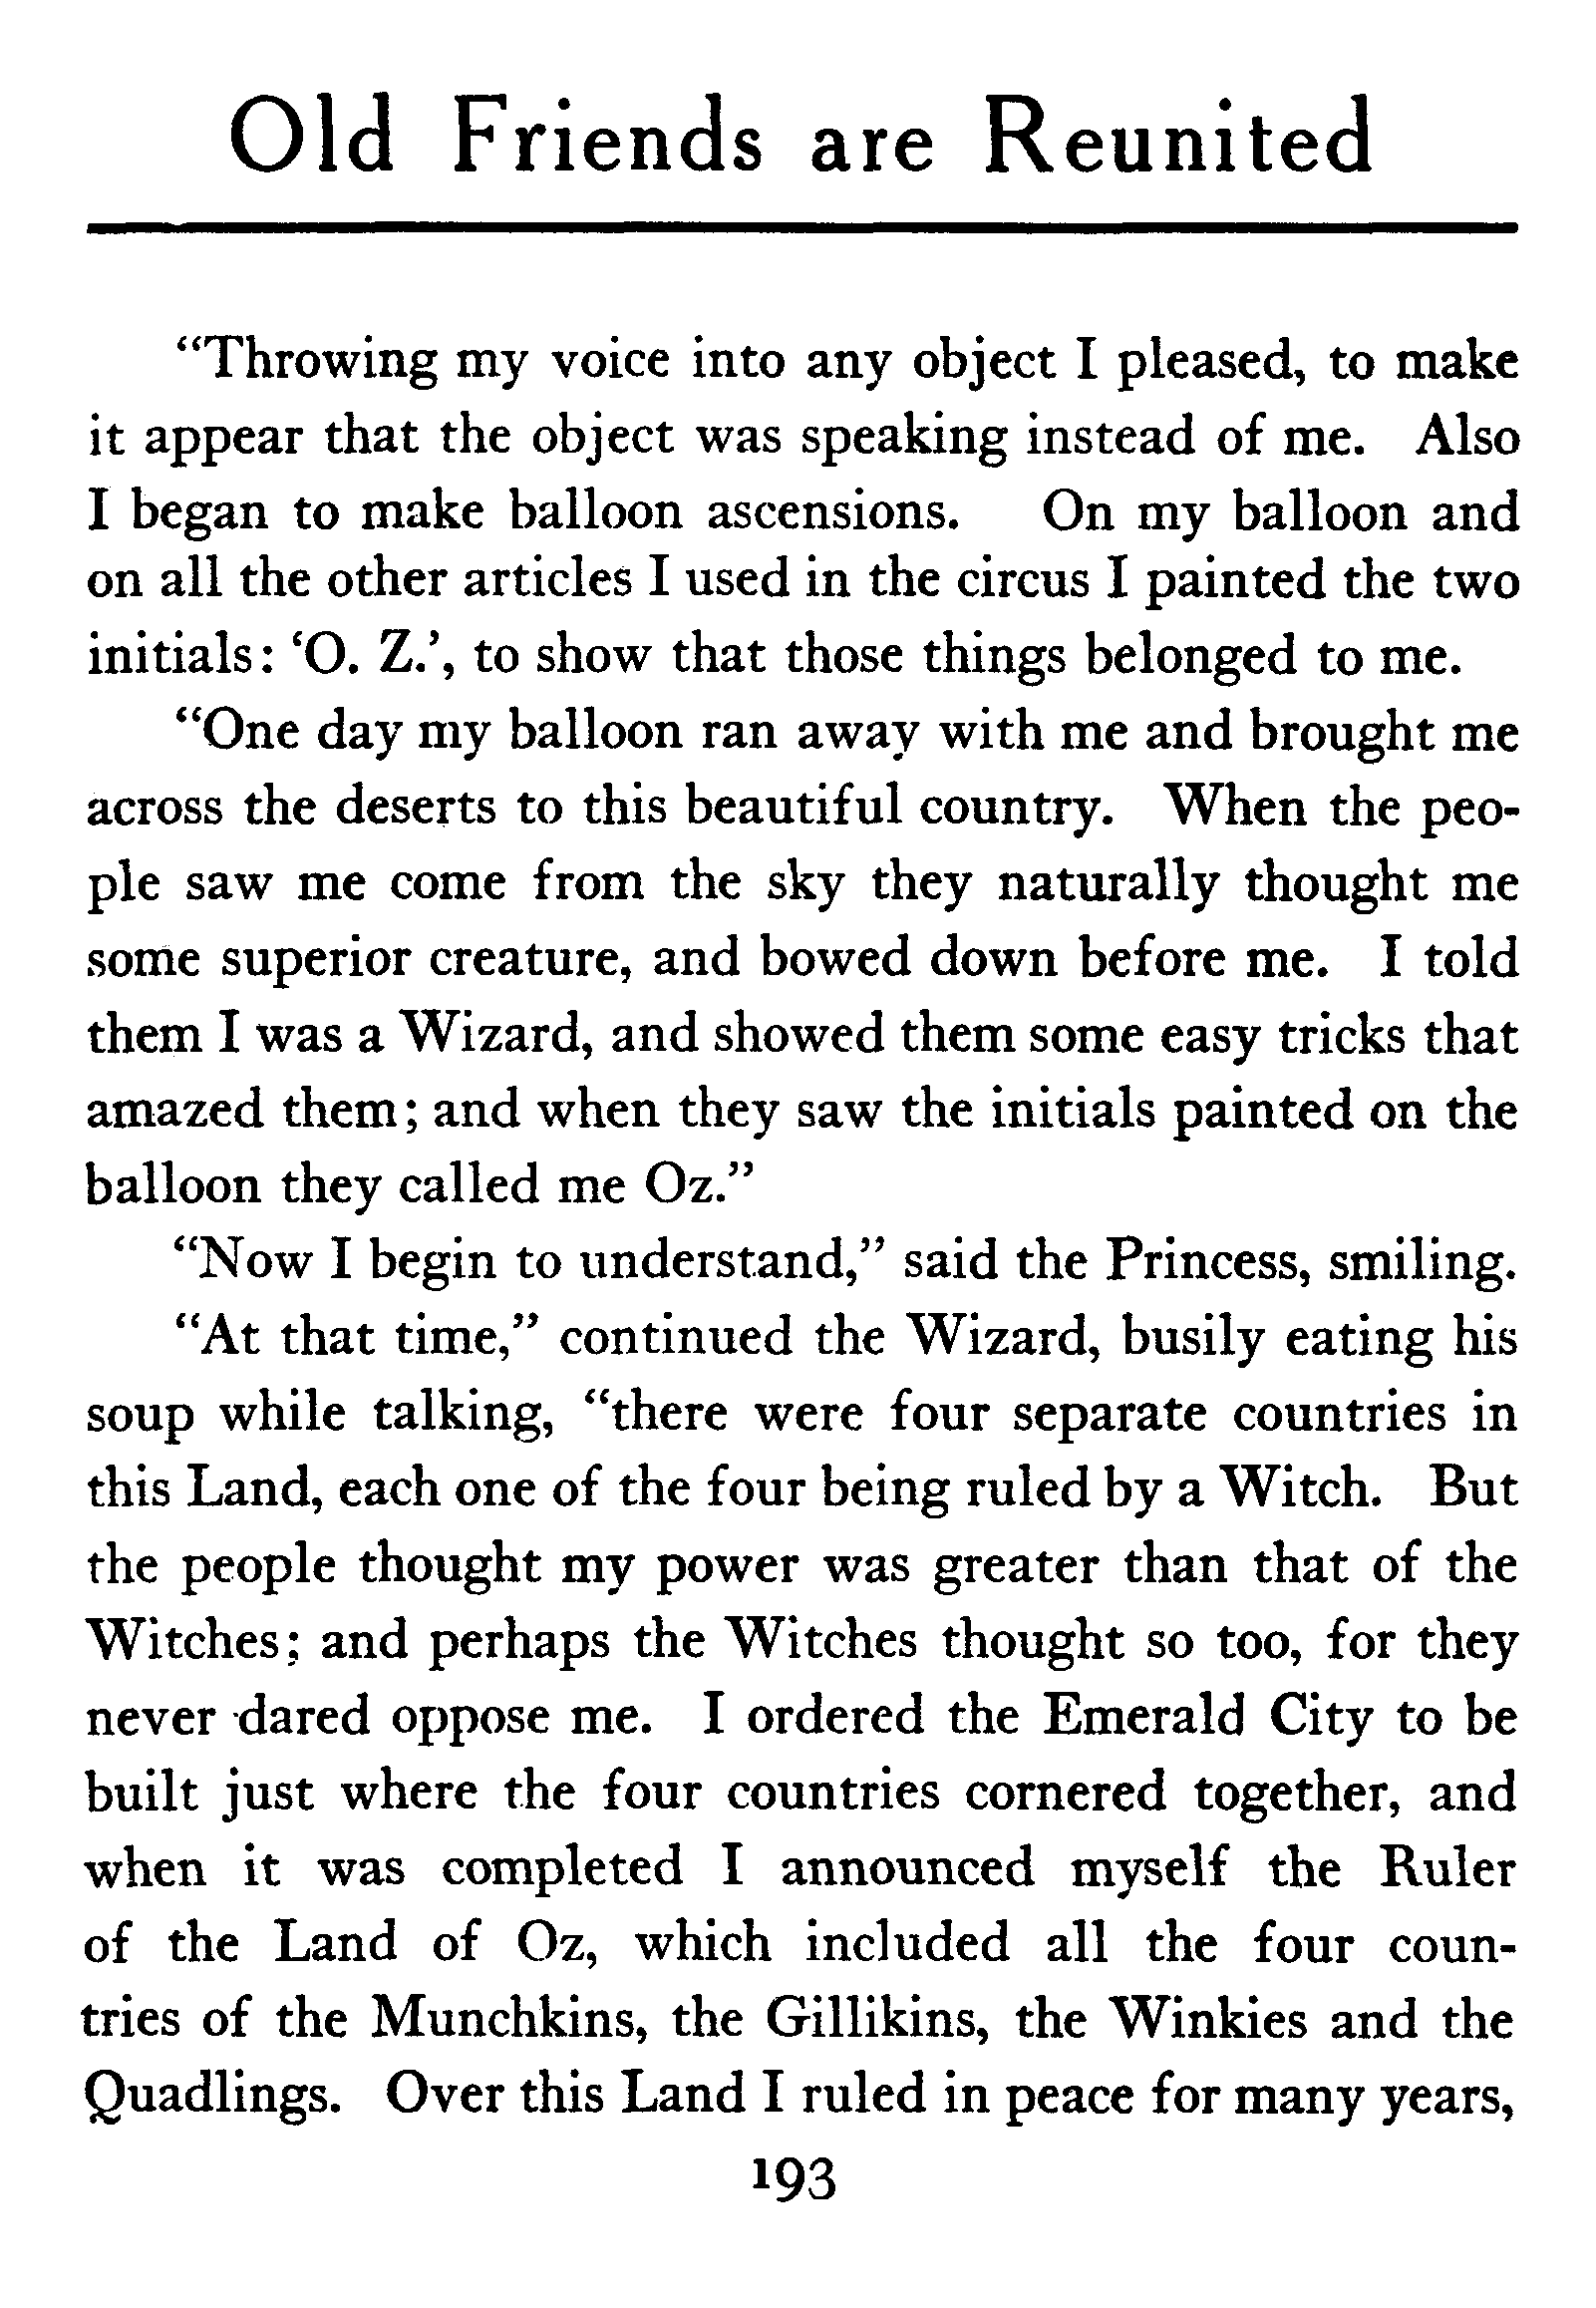 Old Friends are Reunited
“Throwing my voice into any object I pleased, to make
it appear that the object was speaking instead of me. Also
I began to make balloon ascensions. On my balloon and
on all the other articles I used in the circus I painted the two
initials: ‘O. Z.’, to show that those things belonged to me.
“One day my balloon ran away with me and brought me
across the deserts to this beautiful country. When the peo-
ple saw me come from the sky they naturally thought me
some superior creature, and bowed down before me. I told
them I was a Wizard, and showed them some easy tricks that
amazed them; and when they saw the initials painted on the
balloon they called me Oz.”
“Now I begin to understand,” said the Princess, smiling.
“At that time,” continued the Wizard, busily eating his
soup while talking, “there were four separate countries in
this Land, each one of the four being ruled by a Witch. But
the people thought my power was greater than that of the
Witches; and perhaps the Witches thought so too, for they
never dared oppose me. I ordered the Emerald City to be
built just where the four countries cornered together, and
when it was completed I announced myself the Ruler
of the Land of Oz, which included all the four coun-
tries of the Munchkins, the Gillikins, the Winkies and the
Quadlings. Over this Land I ruled in peace for many years,
193